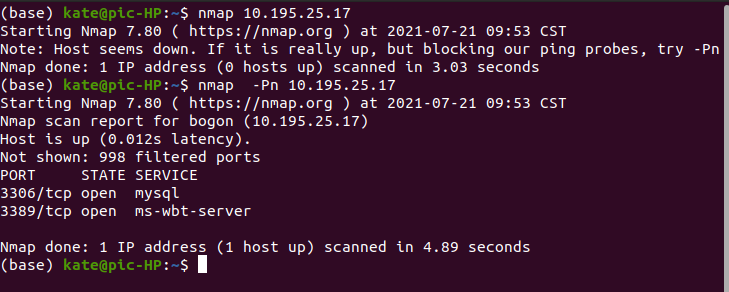 (base) kate@pic-HP:~$ nmap 10.195.25.17
Starting Nmap 7.80 ( https://nmap.org ) at 2021-07-21 09:53 CST
Note: Host seems down. If it is really up, but blocking our ping probes, try -Pn
Nmap done: 1 IP address (0 hosts up) scanned in 3.03 seconds
(base) kate@pic-HP:~$ nmap  -Pn 10.195.25.17
Starting Nmap 7.80 ( https://nmap.org ) at 2021-07-21 09:53 CST
Nmap scan report for bogon (10.195.25.17)
Host is up (0.012s latency).
Not shown: 998 filtered ports
PORT     STATE SERVICE
3306/tcp open  mysql
3389/tcp open  ms-wbt-server

Nmap done: 1 IP address (1 host up) scanned in 4.89 seconds
(base) kate@pic-HP:~$